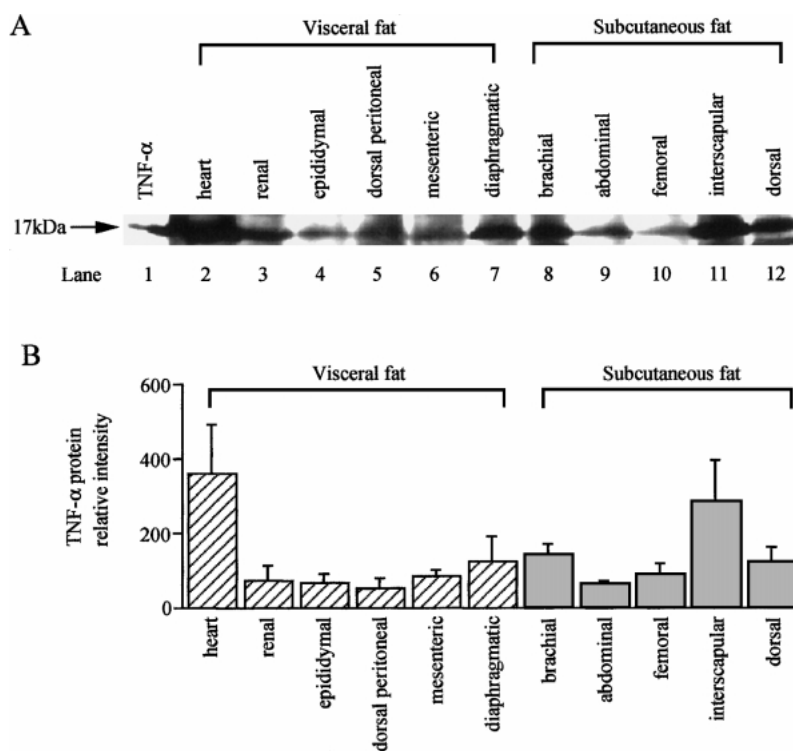 A
Visceral fat
Subcutaneous fat
TNF-α
heart
renal
epididymal
dorsal peritoneal
mesenteric
diaphragmatic
brachial
abdominal
femoral
interscapular
dorsal
17kDa
Lane 1 2 3 4 5 6 7 8 9 10 11 12
B
Visceral fat
Subcutaneous fat
TNF-α protein
relative intensity
600
400
200
0
heart
renal
epididymal
dorsal peritoneal
mesenteric
diaphragmatic
brachial
abdominal
femoral
interscapular
dorsal